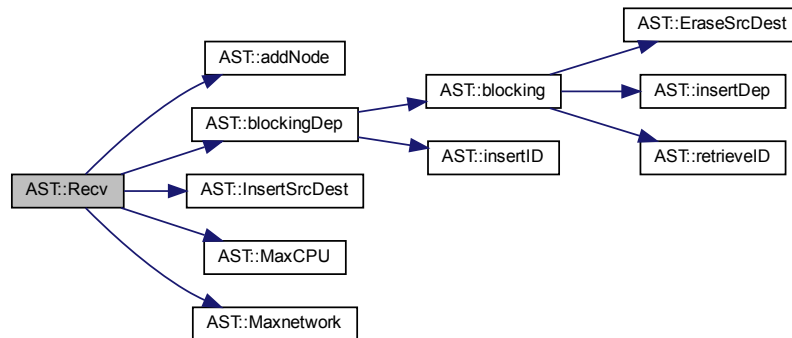 AST::EraseSrcDest
AST::addNode
AST::blocking
AST::insertDep
AST::blockingDep
AST::insertID
AST::retrieveID
AST::Recv
AST::InsertSrcDest
AST::MaxCPU
AST::Maxnetwork